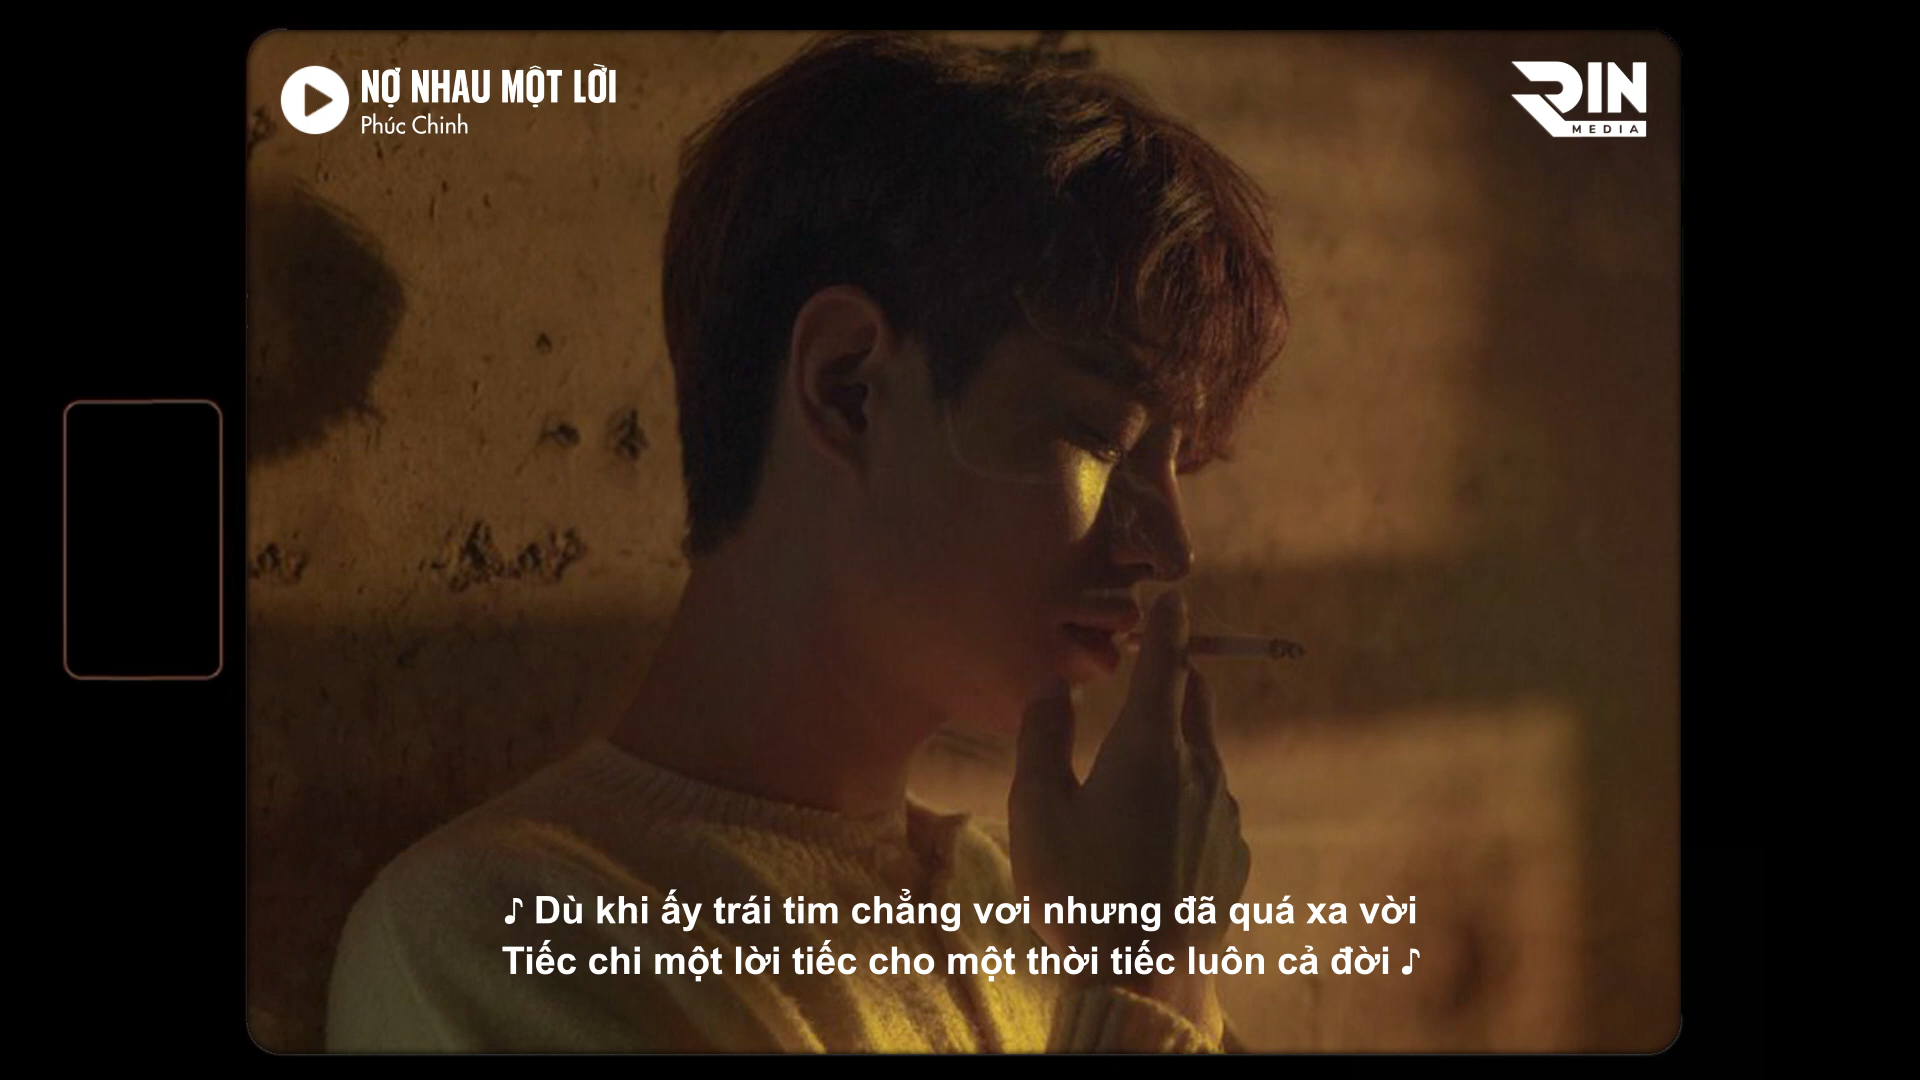 NỢ NHAU MỘT LỜI
Phúc Chinh
RIN
MEDIA
♪ Dù khi ấy trái tim chẳng vơi nhưng đã quá xa vời
Tiếc chi một lời tiếc cho một thời tiếc luôn cả đời ♪